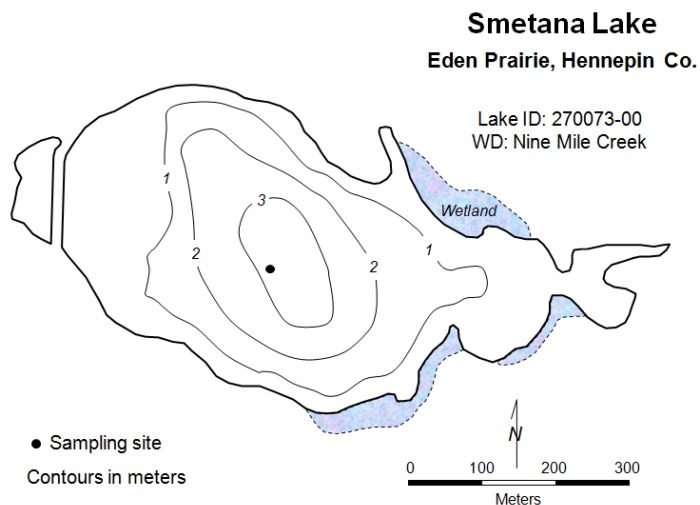 Smetana Lake
Eden Prairie, Hennepin Co.
Lake ID: 270073-00
WD: Nine Mile Creek
1
3
Wetland
2
1
2
Sampling site
N
Contours in meters
0 100 200 300
Meters